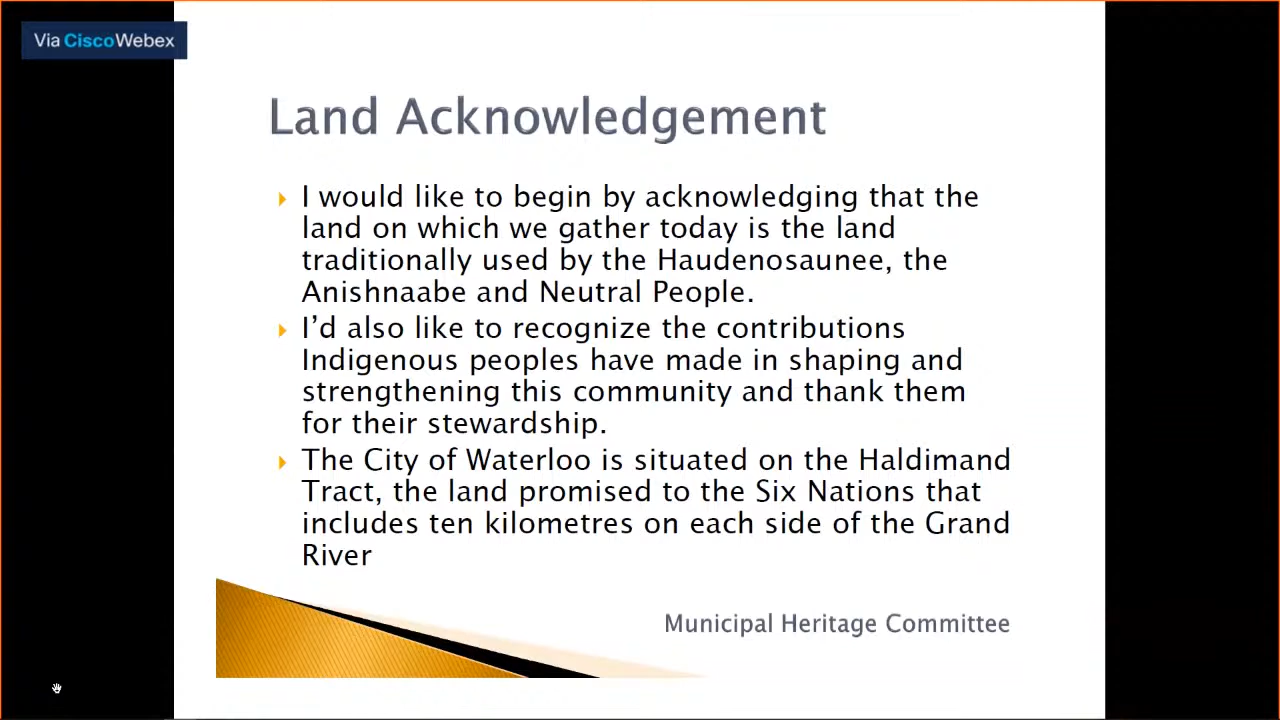 Via CiscoWebex
Land Acknowledgement
I would like to begin by acknowledging that the
land on which we gather today is the land
traditionally used by the Haudenosaunee, the
Anishnaabe and Neutral People.
I’d also like to recognize the contributions
Indigenous peoples have made in shaping and
strengthening this community and thank them
for their stewardship.
The City of Waterloo is situated on the Haldimand
Tract, the land promised to the Six Nations that
includes ten kilometres on each side of the Grand
River
Municipal Heritage Committee